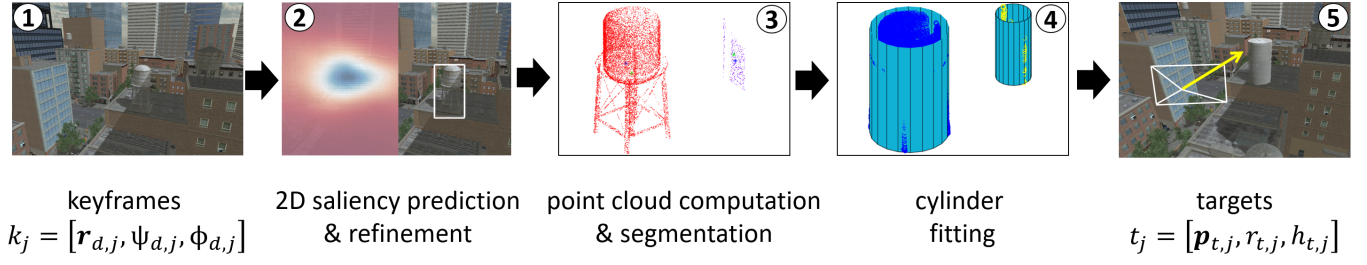 1
2
3
4
5
keyframes
k_j = [r_{d,j}, ψ_{d,j}, ϕ_{d,j}]
2D saliency prediction
& refinement
point cloud computation
& segmentation
cylinder
fitting
targets
t_j = [p_{t,j}, r_{t,j}, h_{t,j}]